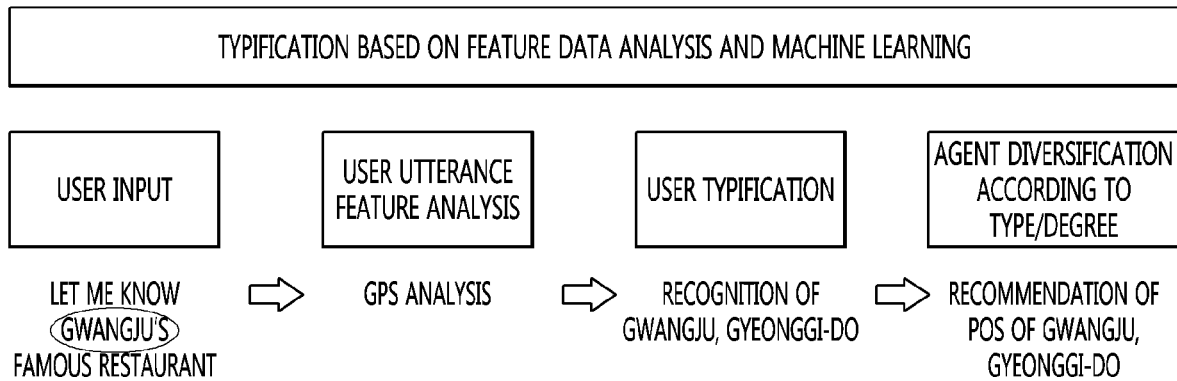 TYPIFICATION BASED ON FEATURE DATA ANALYSIS AND MACHINE LEARNING
USER INPUT
USER UTTERANCE
FEATURE ANALYSIS
USER TYPIFICATION
AGENT DIVERSIFICATION
ACCORDING TO
TYPE/DEGREE
LET ME KNOW
GWANGJU'S
FAMOUS RESTAURANT
GPS ANALYSIS
RECOGNITION OF
GWANGJU, GYEONGGI-DO
RECOMMENDATION OF
POS OF GWANGJU,
GYEONGGI-DO